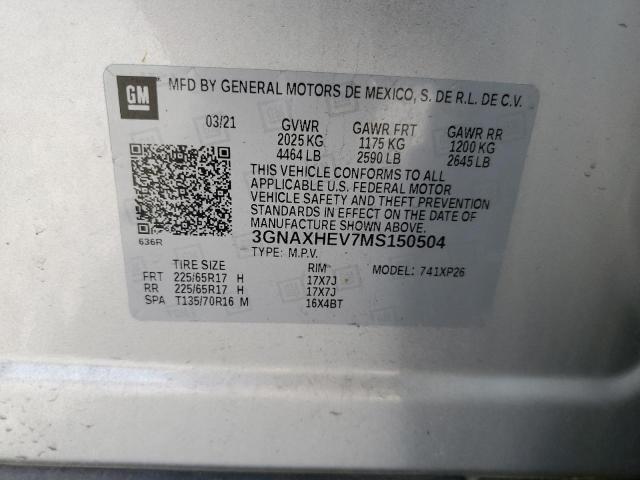 GM
MFD BY GENERAL MOTORS DE MEXICO, S. DE R.L. DE C.V.
03/21 GVWR GAWR FRT GAWR RR
2025 KG 1175 KG 1200 KG
4464 LB 2590 LB 2645 LB
THIS VEHICLE CONFORMS TO ALL
APPLICABLE U.S. FEDERAL MOTOR
VEHICLE SAFETY AND THEFT PREVENTION
STANDARDS IN EFFECT ON THE DATE OF
MANUFACTURE SHOWN ABOVE.
636R 3GNAXHEV7MS150504
TYPE: M.P.V.
TIRE SIZE RIM MODEL: 741XP26
FRT 225/65R17 H 17X7J
RR 225/65R17 H 17X7J
SPA T135/70R16 M 16X4BT